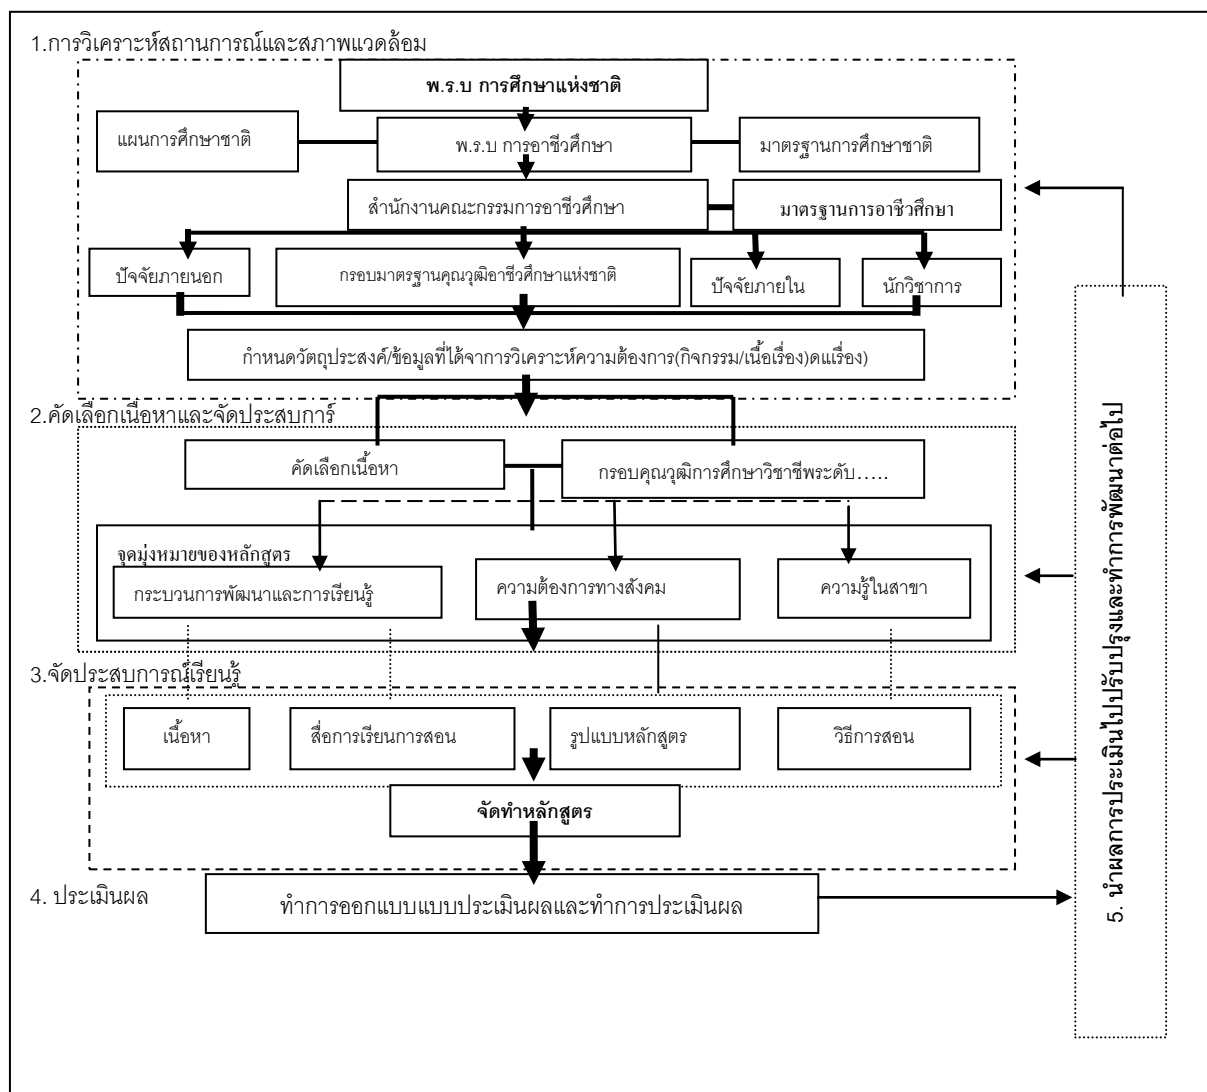 1.การวิเคราะห์สถานการณ์และสภาพแวดล้อม
พ.ร.บ การศึกษาแห่งชาติ
แผนการศึกษาชาติ
พ.ร.บ การอาชีวศึกษา
มาตรฐานการศึกษาชาติ
สำนักงานคณะกรรมการอาชีวศึกษา
มาตรฐานการอาชีวศึกษา
ปัจจัยภายนอก
กรอบมาตรฐานคุณวุฒิอาชีวศึกษาแห่งชาติ
ปัจจัยภายใน
นักวิชาการ
กำหนดวัตถุประสงค์/ข้อมูลที่ได้จาการวิเคราะห์ความต้องการ(กิจกรรม/เนื้อเรื่อง)ดแเรื่อง)
2.คัดเลือกเนื้อหาและจัดประสบการ์
คัดเลือกเนื้อหา
กรอบคุณวุฒิการศึกษาวิชาชีพระดับ…..
จุดมุ่งหมายของหลักสูตร
กระบวนการพัฒนาและการเรียนรู้
ความต้องการทางสังคม
ความรู้ในสาขา
3.จัดประสบการณ์เรียนรู้
เนื้อหา
สื่อการเรียนการสอน
รูปแบบหลักสูตร
วิธีการสอน
จัดทำหลักสูตร
4. ประเมินผล
ทำการออกแบบแบบประเมินผลและทำการประเมินผล
5. นำผลการประเมินไปปรับปรุงและทำการพัฒนาต่อไป